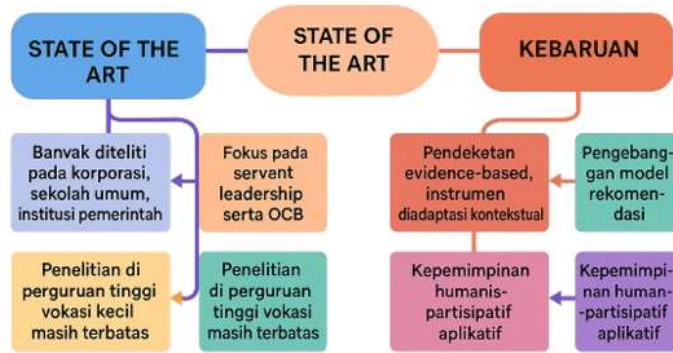 STATE OF THE
ART
STATE OF
THE ART
KEBARUAN
Banvak diteliti
pada korporasi,
sekolah umum,
institusi pemerintah
Fokus pada
servent
leadership
serta OCB
Pendeketan
evidence-based,
instrumen
diadaptasi kontekstual
Pengebang-
gan model
rekomen-
dasi
Penelitian di
perguruan tinggi
vokasi kecil
masih terbatas
Penelitian
di perguruan
tinggi vokasi
masih terbatas
Kepemimpinan
humanis-
partisipatif
aplikatif
Kepemimpi-
nan human-
-partisipatif
aplikatif